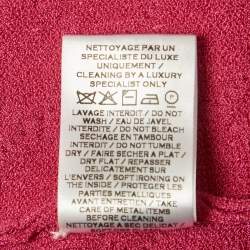 NETTOYAGE PAR UN
SPECIALISTE DU LUXE
UNIQUEMENT /
CLEANING BY A LUXURY
SPECIALIST ONLY
LAVAGE INTERDIT / DO NOT
WASH / EAU DE JAVEL
INTERDITE / DO NOT BLEACH
SECHAGE EN TAMBOUR
INTERDIT / DO NOT TUMBLE
DRY / FAIRE SECHER A PLAT /
DRY FLAT / REPASSER
DELICATEMENT SUR
L'ENVERS / SOFT IRONING ON
THE INSIDE / PROTEGER LES
PARTIES METALLIQUES
AVANT ENTRETIEN / TAKE
CARE OF METAL ITEMS
BEFORE CLEANING
NETTOYAGE A SEC DELICAT /